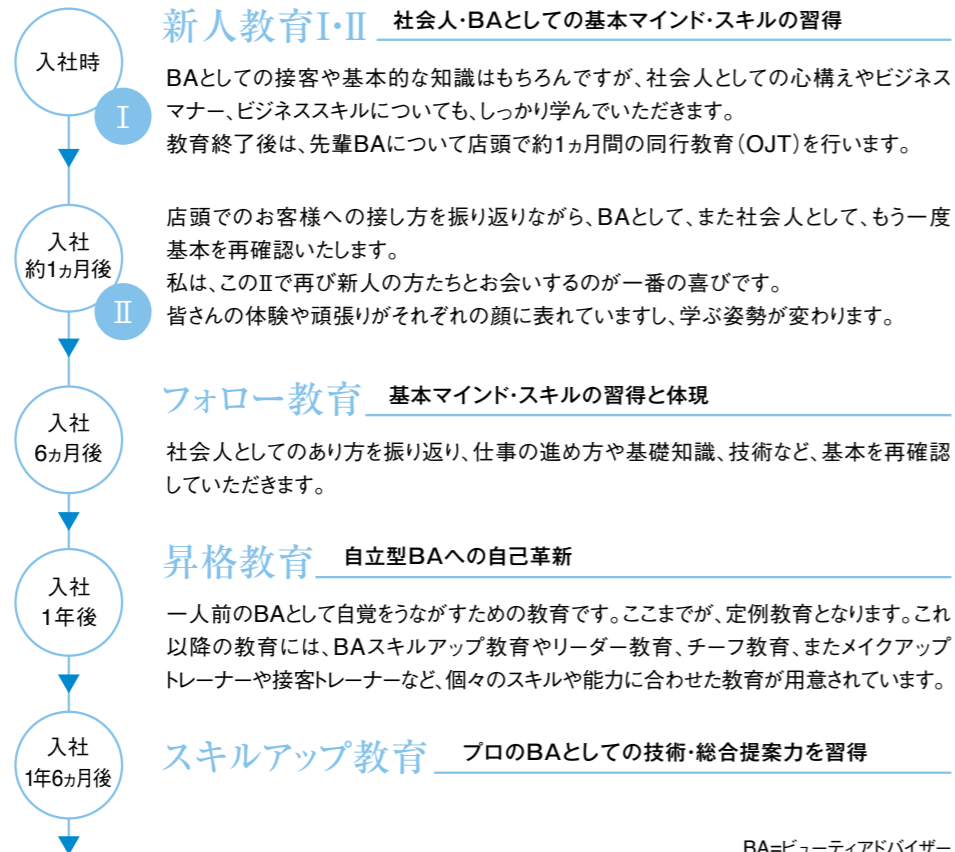 新人教育Ⅰ・Ⅱ 社会人・BAとしての基本マインド・スキルの習得
入社時
Ⅰ
BAとしての接客や基本的な知識はもちろんですが、社会人としての心構えやビジネス
マナー、ビジネススキルについても、しっかり学んでいただきます。
教育終了後は、先輩BAについて店頭で約1ヵ月間の同行教育(OJT)を行います。
入社
約1ヵ月後
Ⅱ
店頭でのお客様への接し方を振り返りながら、BAとして、また社会人として、もう一度
基本を再確認いたします。
私は、このⅡで再び新人の方たちとお会いするのが一番の喜びです。
皆さんの体験や頑張りがそれぞれの顔に表れていますし、学ぶ姿勢が変わります。
フォロー教育 基本マインド・スキルの習得と体現
入社
6ヵ月後
社会人としてのあり方を振り返り、仕事の進め方や基礎知識、技術など、基本を再確認
していただきます。
昇格教育 自立型BAへの自己革新
入社
1年後
一人前のBAとして自覚をうながすための教育です。ここまでが、定例教育となります。これ
以降の教育には、BAスキルアップ教育やリーダー教育、チーフ教育、またメイクアップ
トレーナーや接客トレーナーなど、個々のスキルや能力に合わせた教育が用意されています。
スキルアップ教育 プロのBAとしての技術・総合提案力を習得
入社
1年6ヵ月後
BA=ビューティアドバイザー